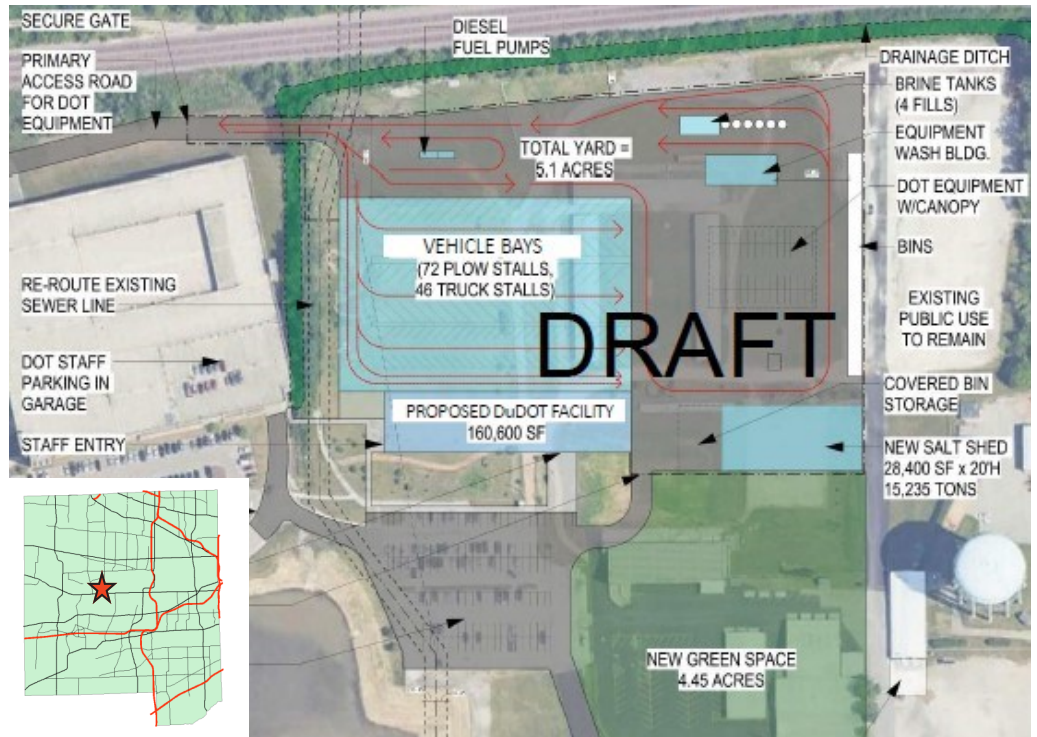 SECURE GATE
PRIMARY
ACCESS ROAD
FOR DOT
EQUIPMENT
DIESEL
FUEL PUMPS
DRAINAGE DITCH
BRINE TANKS
(4 FILLS)
EQUIPMENT
WASH BLDG.
DOT EQUIPMENT
W/CANOPY
BINS
TOTAL YARD =
5.1 ACRES
VEHICLE BAYS
(72 PLOW STALLS,
46 TRUCK STALLS)
RE-ROUTE EXISTING
SEWER LINE
EXISTING
PUBLIC USE
TO REMAIN
DRAFT
DOT STAFF
PARKING IN
GARAGE
COVERED BIN
STORAGE
PROPOSED DuDOT FACILITY
160,600 SF
STAFF ENTRY
NEW SALT SHED
28,400 SF x 20'H
15,235 TONS
NEW GREEN SPACE
4.45 ACRES